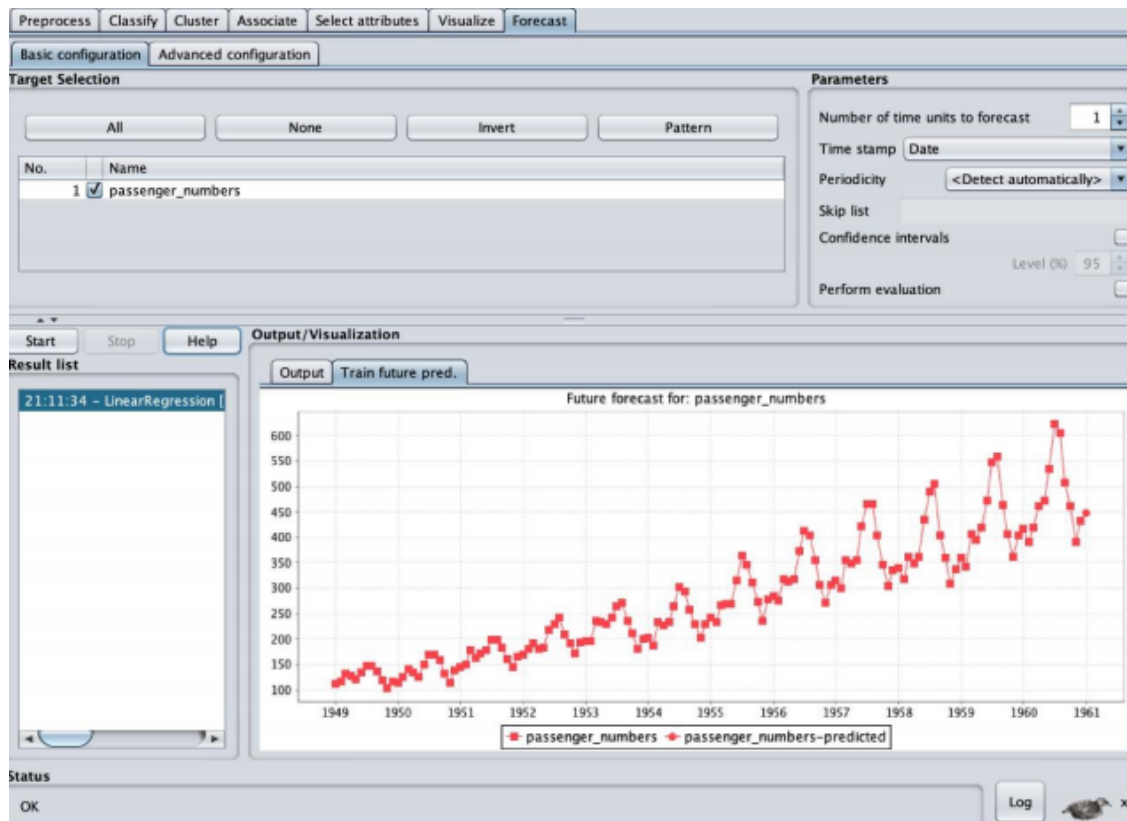 Preprocess Classify Cluster Associate Select attributes Visualize Forecast
Basic configuration Advanced configuration
Target Selection
All None Invert Pattern
No. Name
1 passenger_numbers
Parameters
Number of time units to forecast 1
Time stamp Date
Periodicity <Detect automatically>
Skip list
Confidence intervals
Level (%) 95
Perform evaluation
Start Stop Help
Result list
21:11:34 - LinearRegression [
Output/Visualization
Output Train future pred.
Future forecast for: passenger_numbers
600
550
500
450
400
350
300
250
200
150
100
1949 1950 1951 1952 1953 1954 1955 1956 1957 1958 1959 1960 1961
passenger_numbers passenger_numbers-predicted
Status
OK
Log x